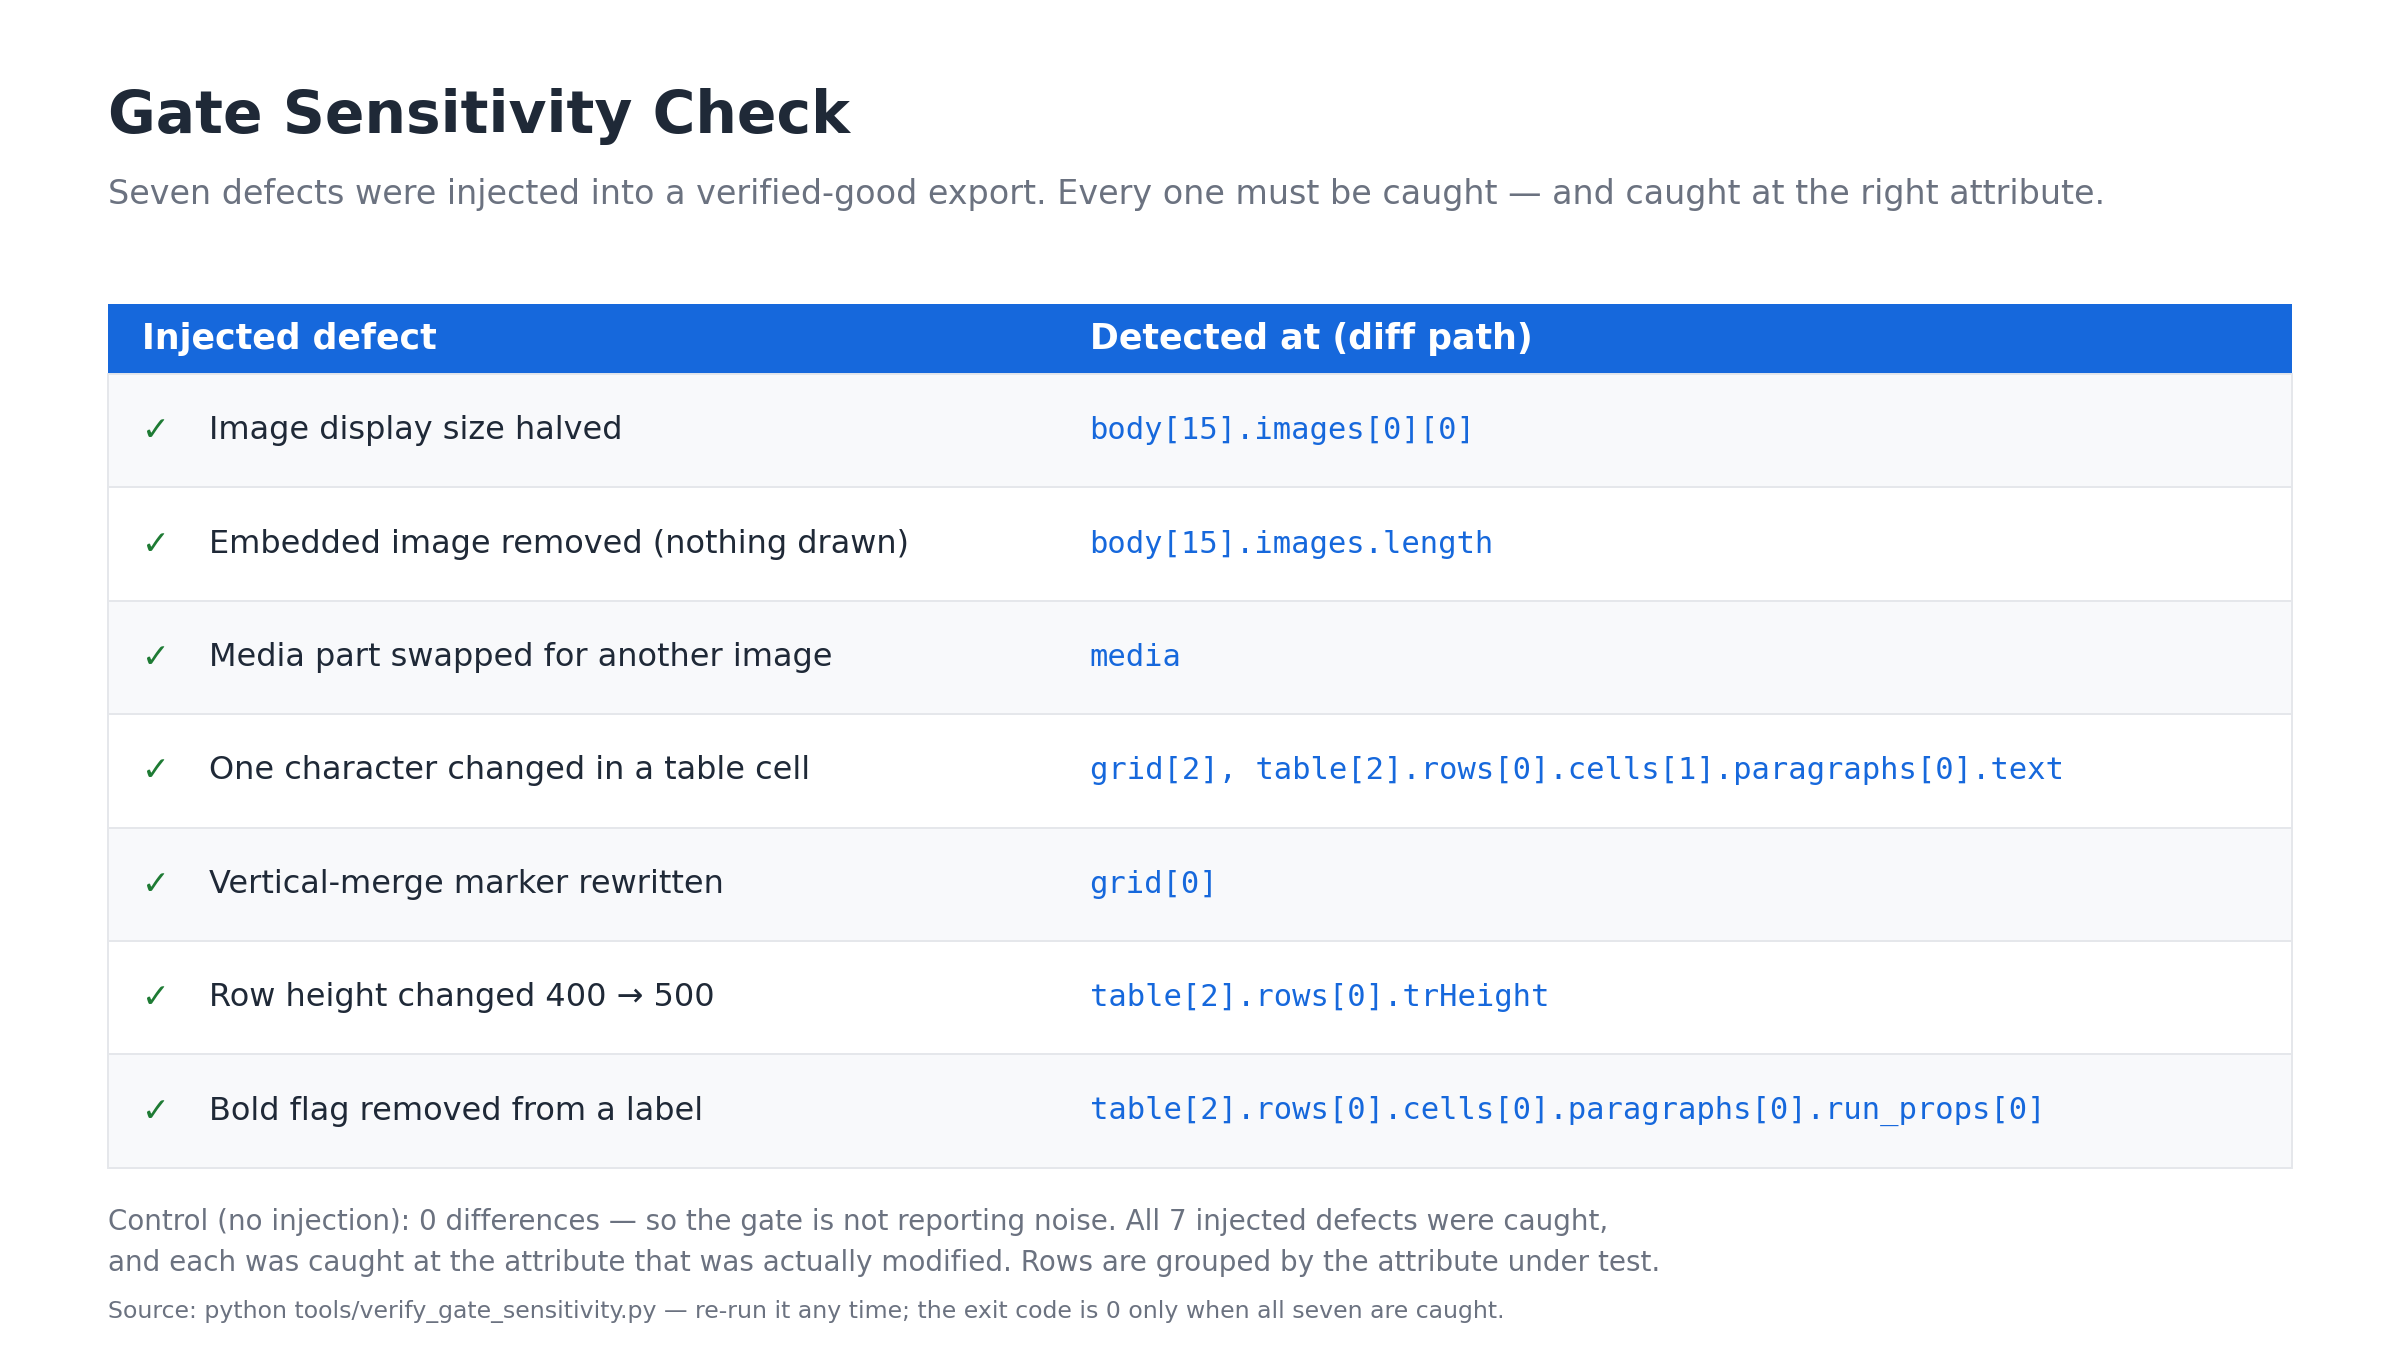 Gate Sensitivity Check
Seven defects were injected into a verified-good export. Every one must be caught — and caught at the right attribute.
Injected defect Detected at (diff path)
✓ Image display size halved body[15].images[0][0]
✓ Embedded image removed (nothing drawn) body[15].images.length
✓ Media part swapped for another image media
✓ One character changed in a table cell grid[2], table[2].rows[0].cells[1].paragraphs[0].text
✓ Vertical-merge marker rewritten grid[0]
✓ Row height changed 400 → 500 table[2].rows[0].trHeight
✓ Bold flag removed from a label table[2].rows[0].cells[0].paragraphs[0].run_props[0]
Control (no injection): 0 differences — so the gate is not reporting noise. All 7 injected defects were caught,
and each was caught at the attribute that was actually modified. Rows are grouped by the attribute under test.
Source: python tools/verify_gate_sensitivity.py — re-run it any time; the exit code is 0 only when all seven are caught.